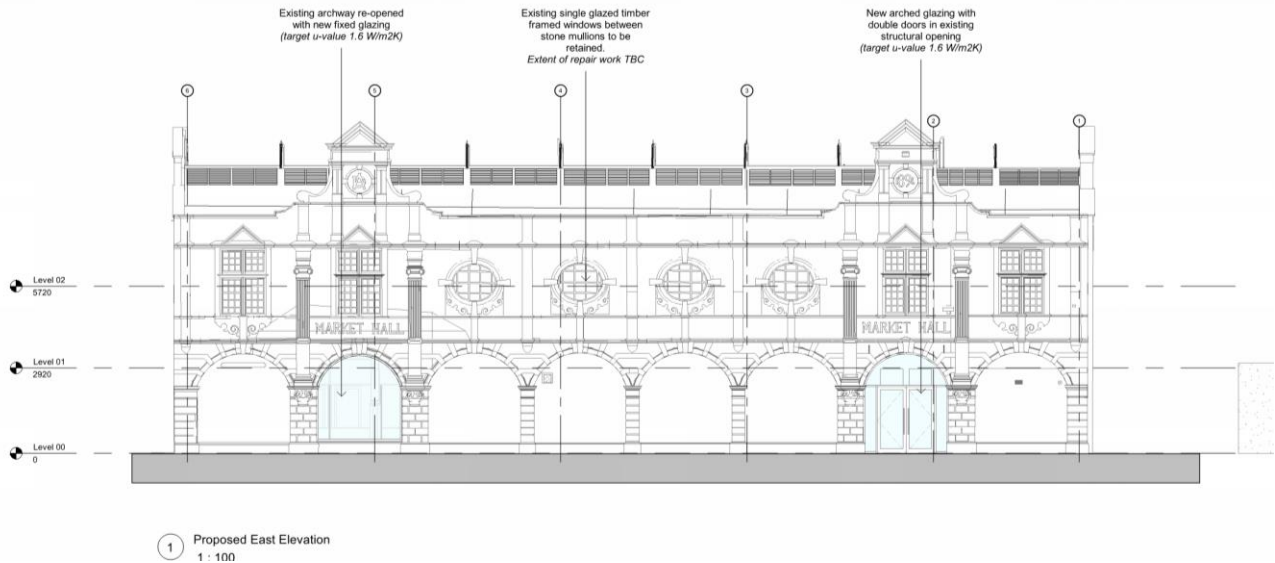 Existing archway re-opened
with new fixed glazing
(target u-value 1.6 W/m2K)
Existing single glazed timber
framed windows between
stone mullions to be
retained.
Extent of repair work TBC
New arched glazing with
double doors in existing
structural opening
(target u-value 1.6 W/m2K)
6
5
4
3
2
1
Level 02
5720
MARKET HALL
MARKET HALL
Level 01
2920
Level 00
0
1
Proposed East Elevation
1 : 100